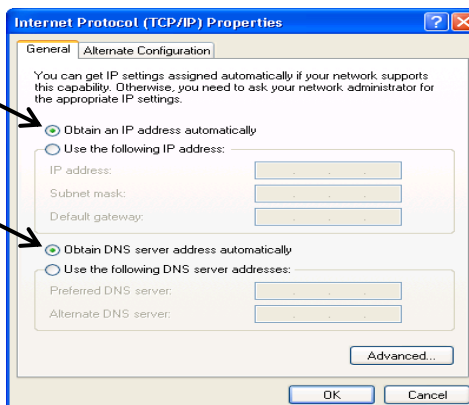 Internet Protocol (TCP/IP) Properties
General
Alternate Configuration
You can get IP settings assigned automatically if your network supports
this capability. Otherwise, you need to ask your network administrator for
the appropriate IP settings.
Obtain an IP address automatically
Use the following IP address:
IP address:
Subnet mask:
Default gateway:
Obtain DNS server address automatically
Use the following DNS server addresses:
Preferred DNS server:
Alternate DNS server:
Advanced...
OK
Cancel